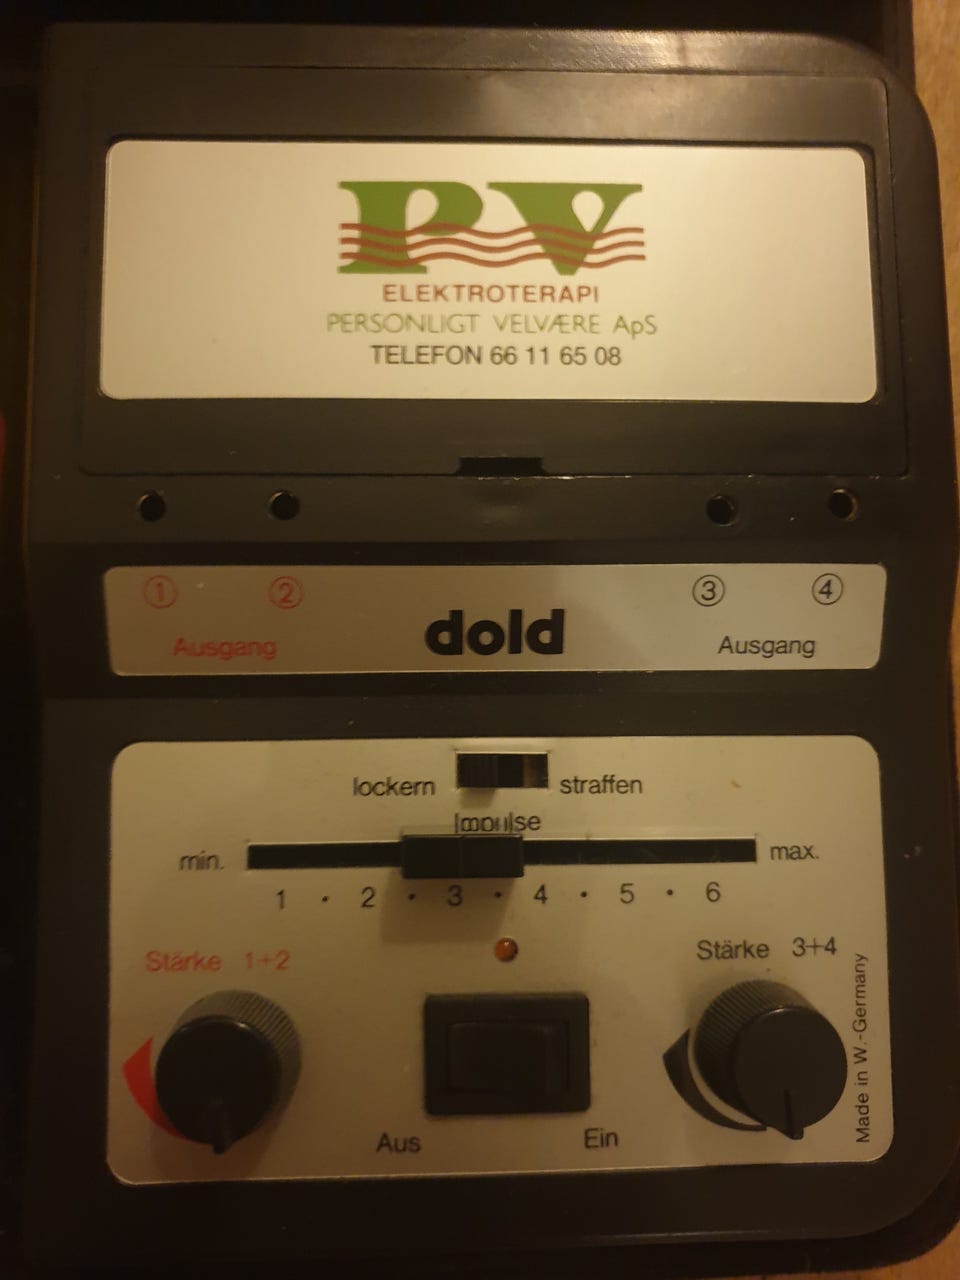 PV
ELEKTROTERAPI
PERSONLIGT VELVÆRE ApS
TELEFON 66 11 65 08
① ② ③ ④
Ausgang dold Ausgang
lockern straffen
Impulse
min. max.
1 · 2 · 3 · 4 · 5 · 6
Stärke 1+2 Stärke 3+4
Aus Ein
Made in W.-Germany